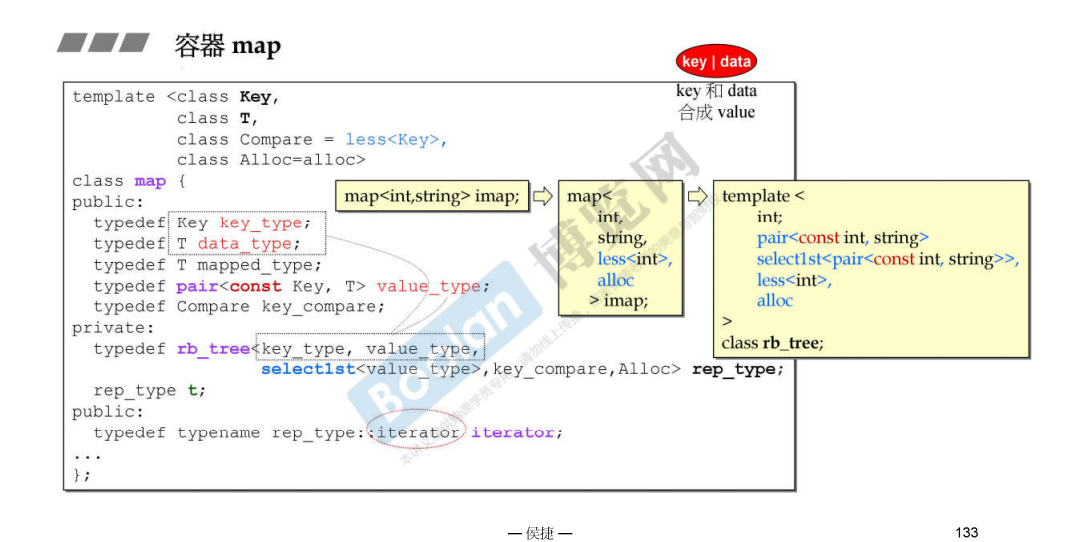 容器 map
key | data
key 和 data
合成 value
template <class Key,
class T,
class Compare = less<Key>,
class Alloc=alloc>
class map {
public:
typedef Key key_type;
typedef T data_type;
typedef T mapped_type;
typedef pair<const Key, T> value_type;
typedef Compare key_compare;
private:
typedef rb_tree<key_type, value_type,
select1st<value_type>,key_compare,Alloc> rep_type;
rep_type t;
public:
typedef typename rep_type::iterator iterator;
...
};
map<int,string> imap;
map<
int,
string,
less<int>,
alloc
> imap;
template <
int;
pair<const int, string>
select1st<pair<const int, string>>,
less<int>,
alloc
>
class rb_tree;
Boolan
博览网
— 侯捷 —
133